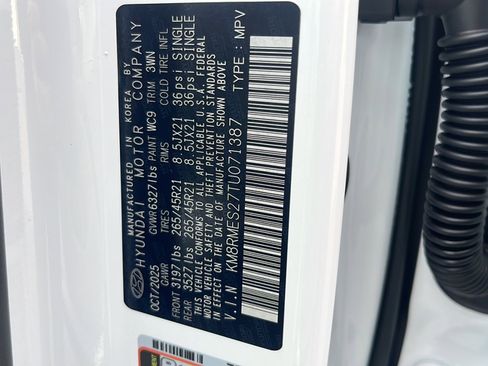 MANUFACTURED IN KOREA BY
HYUNDAI MOTOR COMPANY
OCT/2025 GVWR 6327lbs PAINT WC9 TRIM 3WN
TIRES RIMS COLD TIRE INFL
FRONT 3197lbs 265/45R21 8.5JX21 36psi SINGLE
REAR 3527lbs 265/45R21 8.5JX21 36psi SINGLE
THIS VEHICLE CONFORMS TO ALL APPLICABLE U.S.A. FEDERAL
MOTOR VEHICLE SAFETY AND BUMPER STANDARDS
IN EFFECT ON THE DATE OF MANUFACTURE SHOWN ABOVE
V.I.N KM8RMES27TU071387 TYPE : MPV